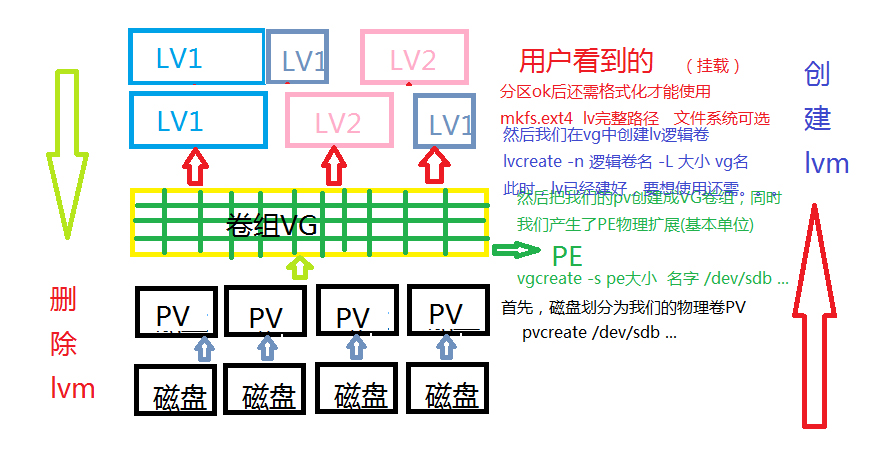 LV1
LV1
LV2
LV1
LV2
LV1
卷组VG
PV
PV
PV
PV
磁盘
磁盘
磁盘
磁盘
删
除
lvm
用户看到的 （挂载）
分区ok后还需格式化才能使用
mkfs.ext4 lv完整路径 文件系统可选
然后我们在vg中创建lv逻辑卷
lvcreate -n 逻辑卷名 -L 大小 vg名
此时，lv已经建好，要想使用还需。。。
然后把我们的pv创建成VG卷组，同时
我们产生了PE物理扩展(基本单位)
PE
vgcreate -s pe大小 名字 /dev/sdb ...
首先，磁盘划分为我们的物理卷PV
pvcreate /dev/sdb ...
创
建
lvm